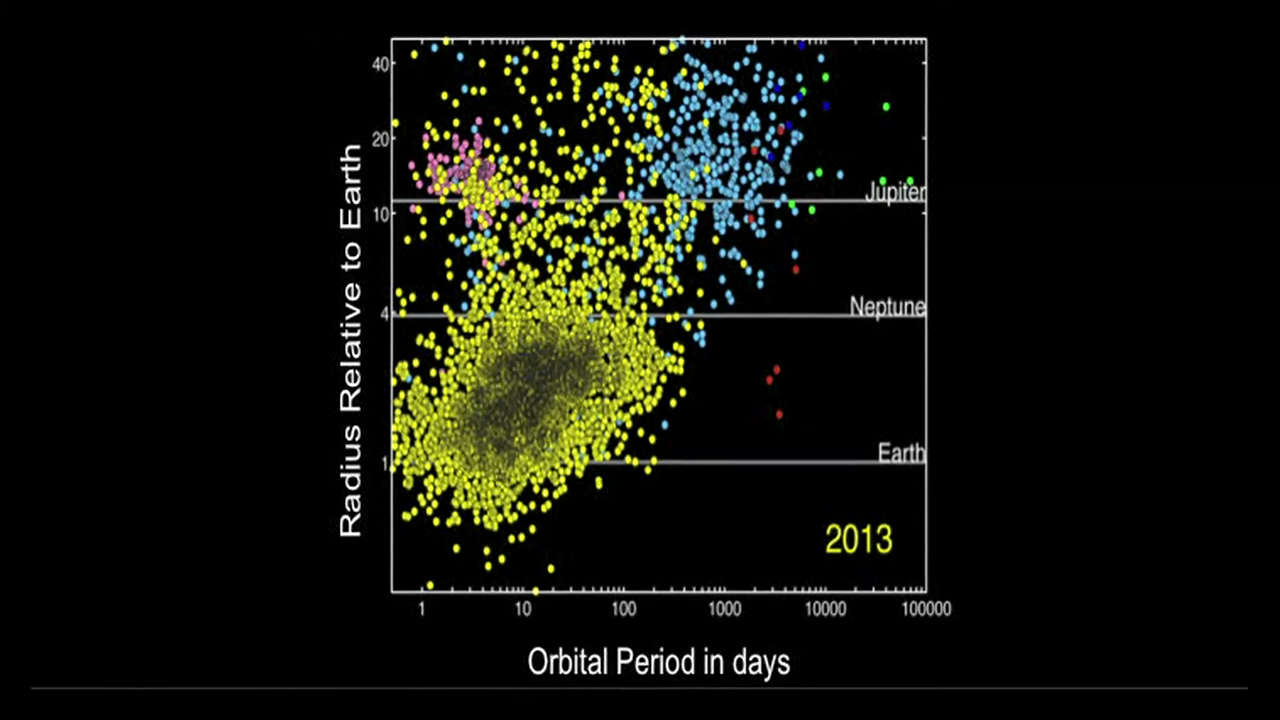 40
20
10
4
1
Radius Relative to Earth
Jupiter
Neptune
Earth
2013
1 10 100 1000 10000 100000
Orbital Period in days